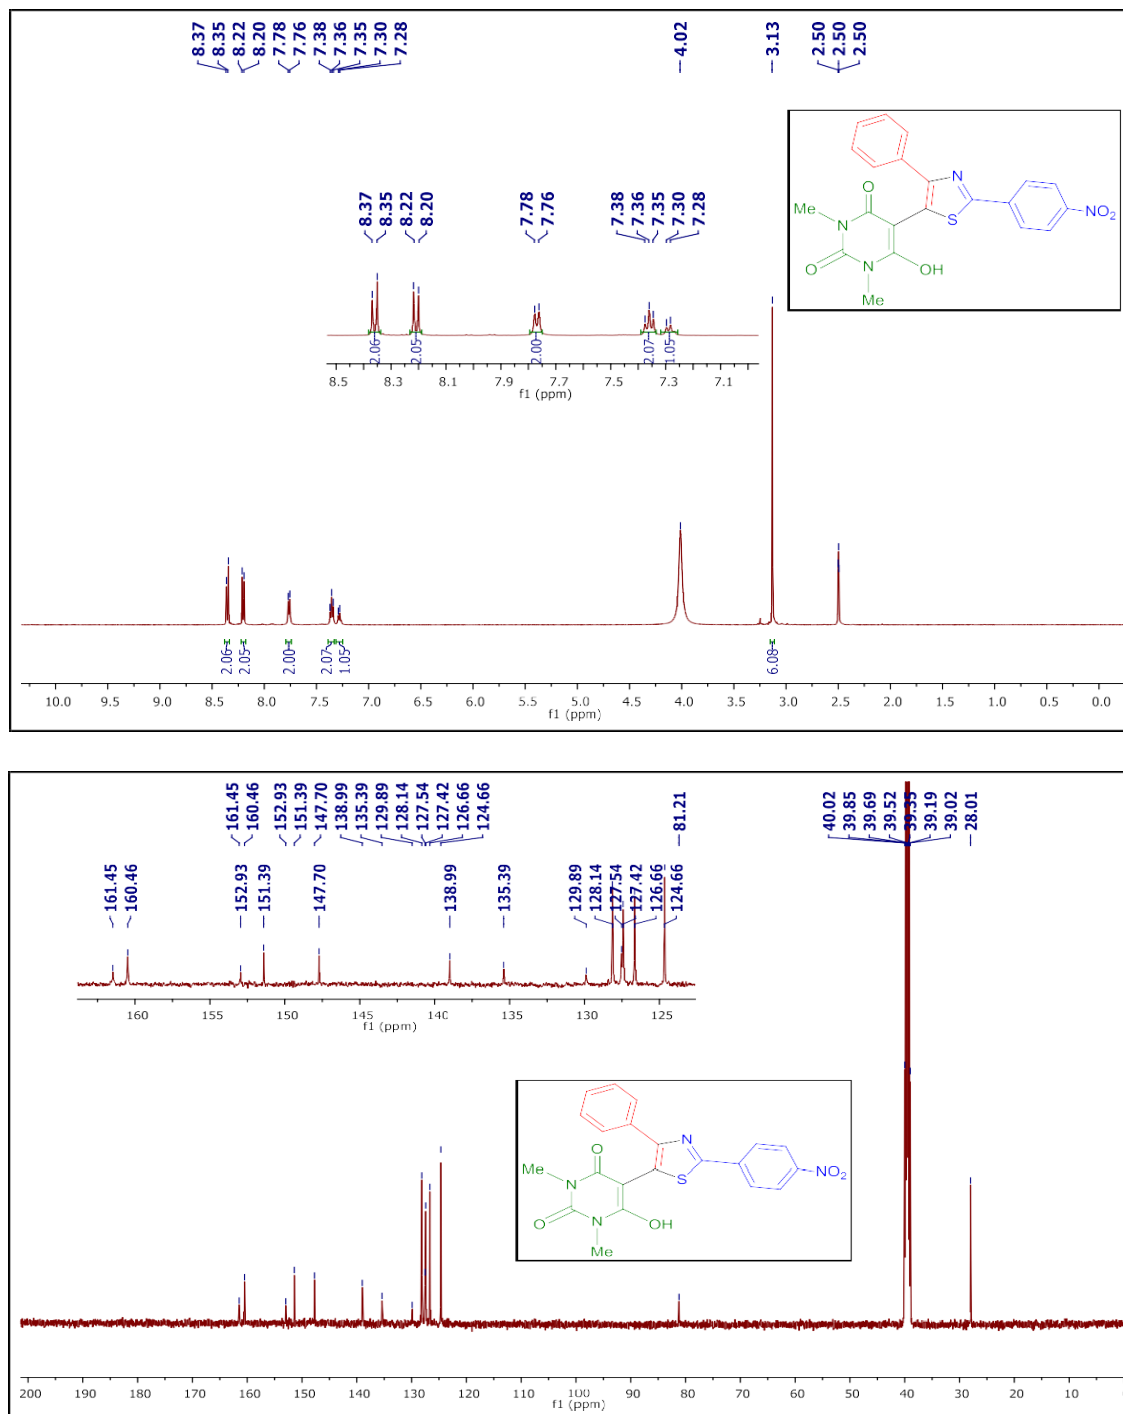 8.37 8.35 8.22 8.20 7.78 7.76 7.38 7.36 7.35 7.30 7.28 4.02 3.13 2.50 2.50 2.50
8.37 8.35 8.22 8.20 7.78 7.76 7.38 7.36 7.35 7.30 7.28
2.06 2.05 2.00 2.07 1.05
8.5 8.3 8.1 7.9 7.7 7.5 7.3 7.1
f1 (ppm)
N
O
S
NO2
Me
N
O
N
OH
Me
2.06 2.05 2.00 2.07 1.05 6.08
10.0 9.5 9.0 8.5 8.0 7.5 7.0 6.5 6.0 5.5 5.0 4.5 4.0 3.5 3.0 2.5 2.0 1.5 1.0 0.5 0.0
f1 (ppm)
161.45 160.46 152.93 151.39 147.70 138.99 135.39 129.89 128.14 127.54 127.42 126.66 124.66 81.21 40.02 39.85 39.69 39.52 39.35 39.19 39.02 28.01
161.45 160.46 152.93 151.39 147.70 138.99 135.39 129.89 128.14 127.54 127.42 126.66 124.66
160 155 150 145 140 135 130 125
f1 (ppm)
N
O
S
NO2
Me
N
O
N
OH
Me
200 190 180 170 160 150 140 130 120 110 100 90 80 70 60 50 40 30 20 10 0
f1 (ppm)